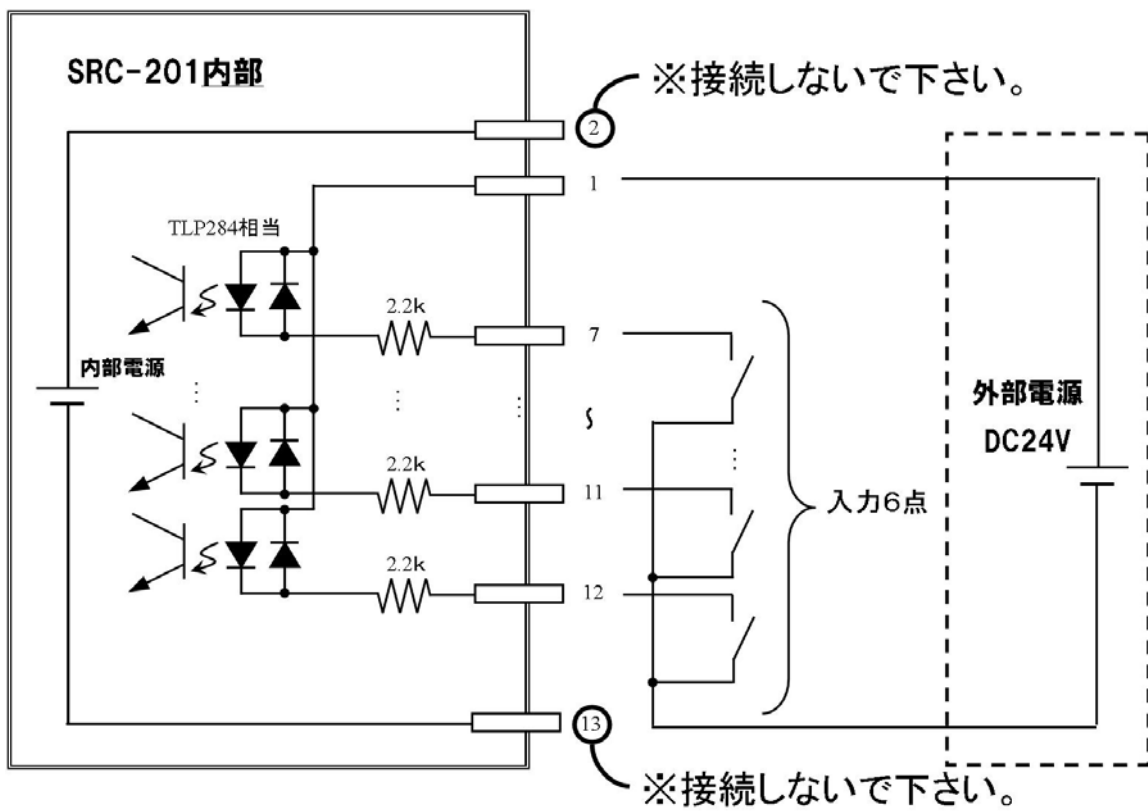 SRC-201内部
※接続しないで下さい。
2
1
TLP284相当
2.2k
7
内部電源
～
外部電源
DC24V
2.2k
11
入力6点
2.2k
12
13
※接続しないで下さい。